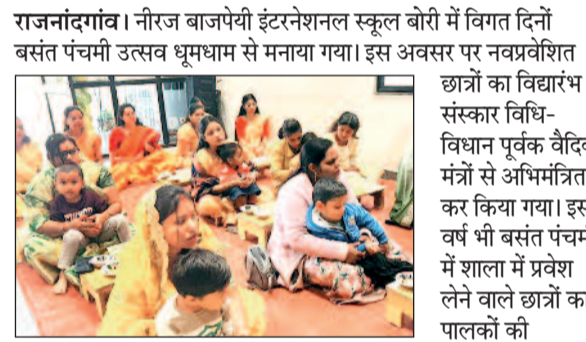 राजनांदगांव। नीरज बाजपेयी इंटरनेशनल स्कूल बोरी में विगत दिनों
बसंत पंचमी उत्सव धूमधाम से मनाया गया। इस अवसर पर नवप्रवेशित
छात्रों का विद्यारंभ
संस्कार विधि-
विधान पूर्वक वैदिक
मंत्रों से अभिमंत्रित
कर किया गया। इस
वर्ष भी बसंत पंचमी
में शाला में प्रवेश
लेने वाले छात्रों का
पालकों की